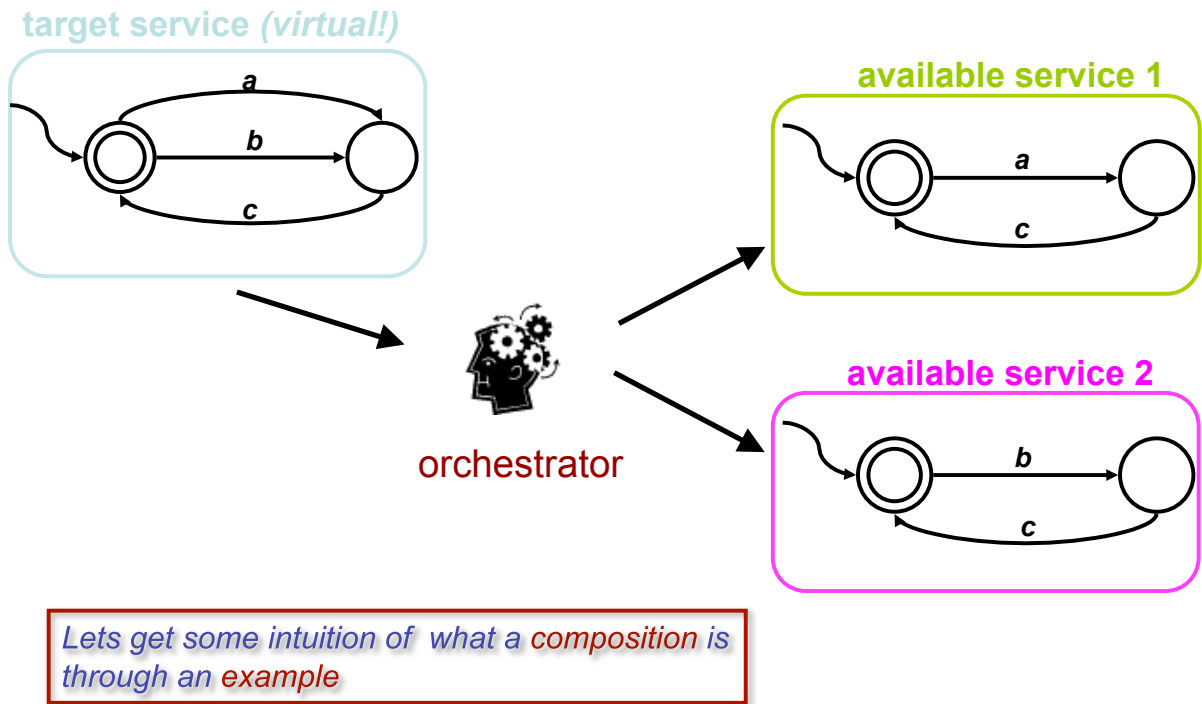 target service (virtual!)
a
b
c
available service 1
a
c
orchestrator
available service 2
b
c
Lets get some intuition of what a composition is
through an example